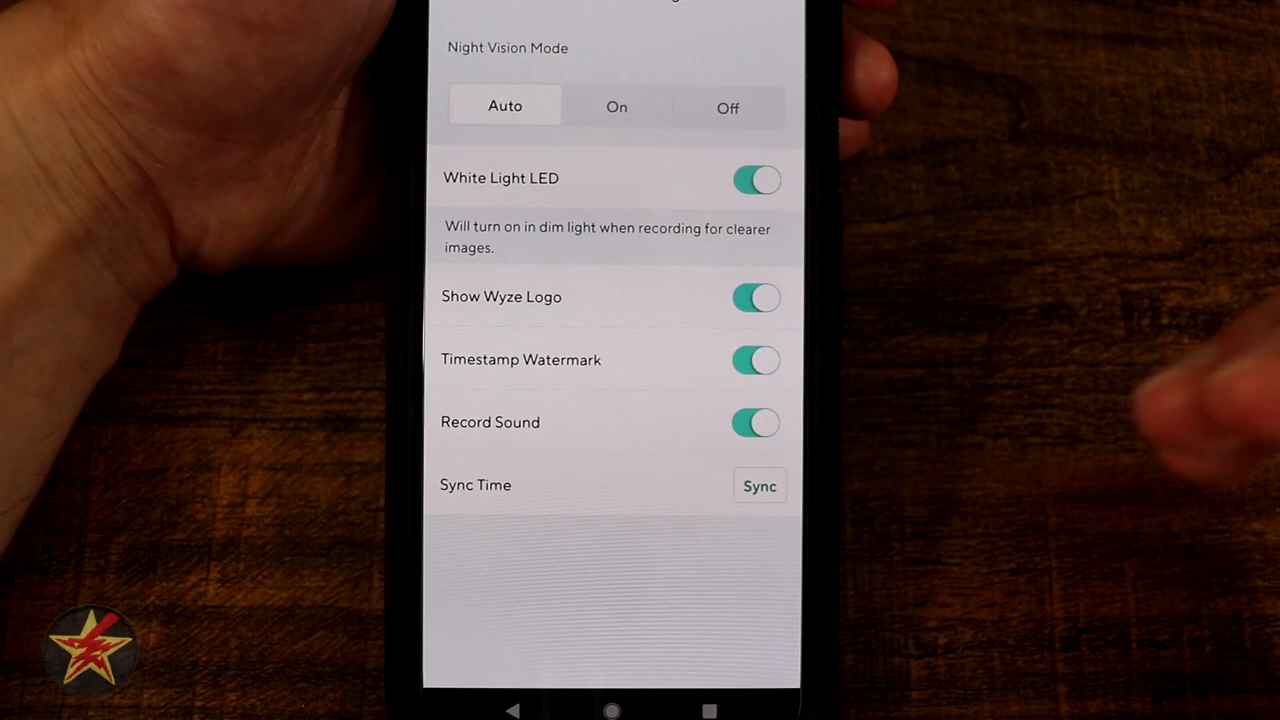 Night Vision Mode
Auto On Off
White Light LED
Will turn on in dim light when recording for clearer
images.
Show Wyze Logo
Timestamp Watermark
Record Sound
Sync Time Sync